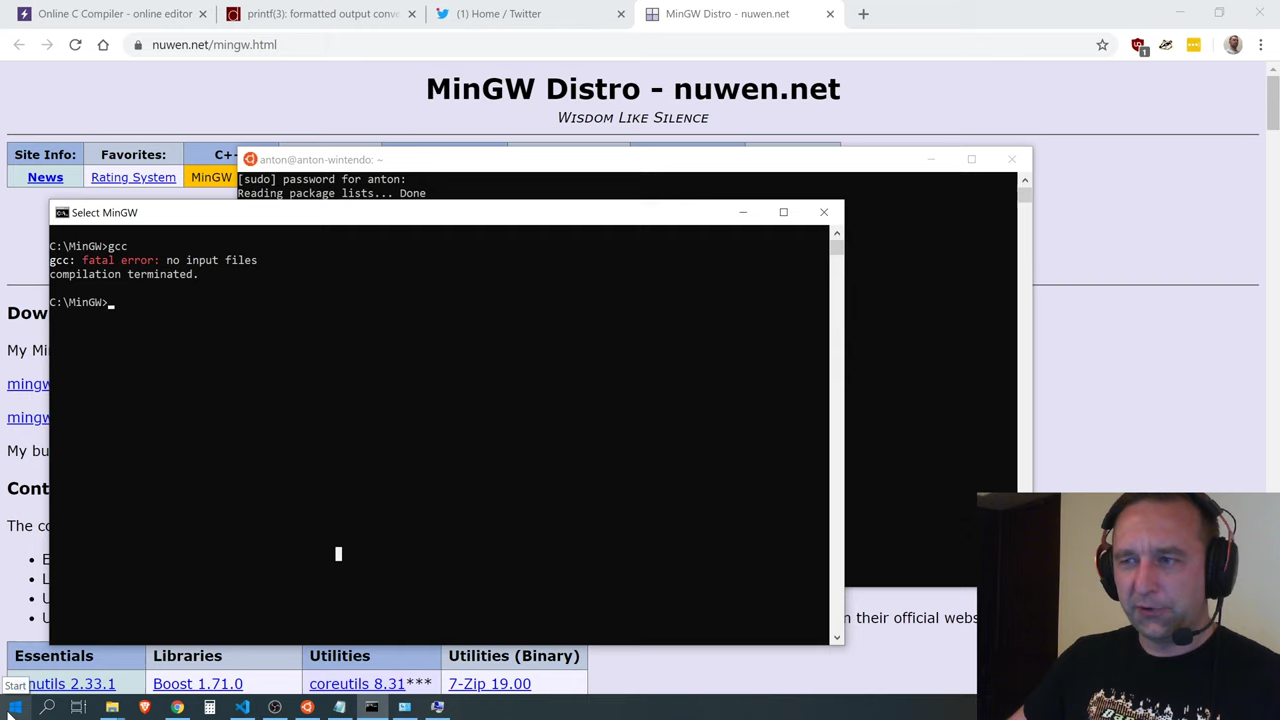 Online C Compiler - online editor
printf(3): formatted output conve
(1) Home / Twitter
MinGW Distro - nuwen.net
nuwen.net/mingw.html
1
MinGW Distro - nuwen.net
Wisdom Like Silence
Site Info:
Favorites:
C+
News
Rating System
MinGW
anton@anton-wintendo: ~
[sudo] password for anton:
Reading package lists... Done
Select MinGW
C:\MinGW>gcc
gcc: fatal error: no input files
compilation terminated.
C:\MinGW>
Dow
My Mi
mingw
mingw
My bu
Cont
The co
E
L
U
U
n their official webs
Essentials
Libraries
Utilities
Utilities (Binary)
nutils 2.33.1
Boost 1.71.0
coreutils 8.31***
7-Zip 19.00
Start